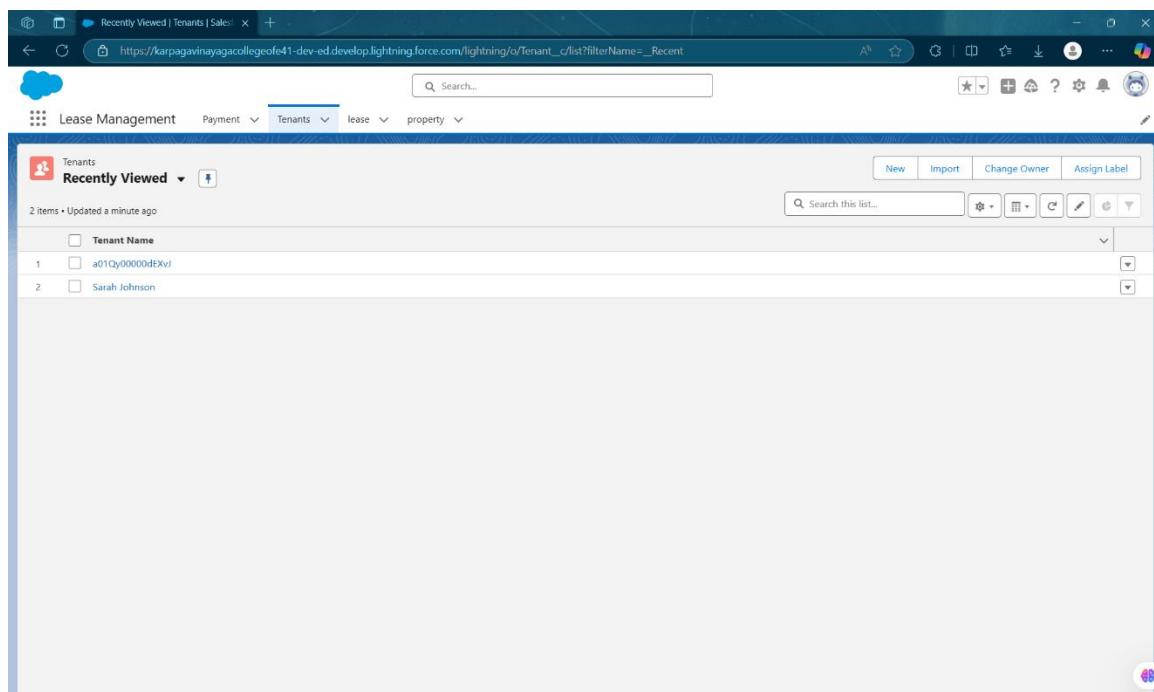 Recently Viewed | Tenants | Sales
https://karpagavinayagacollegeofe41-dev-ed.develop.lightning.force.com/lightning/o/Tenant__c/list?filterName=__Recent
Search...
Lease Management Payment Tenants lease property
Tenants
Recently Viewed
New Import Change Owner Assign Label
2 items • Updated a minute ago
Search this list...
Tenant Name
1 a01Qy00000dEXvJ
2 Sarah Johnson